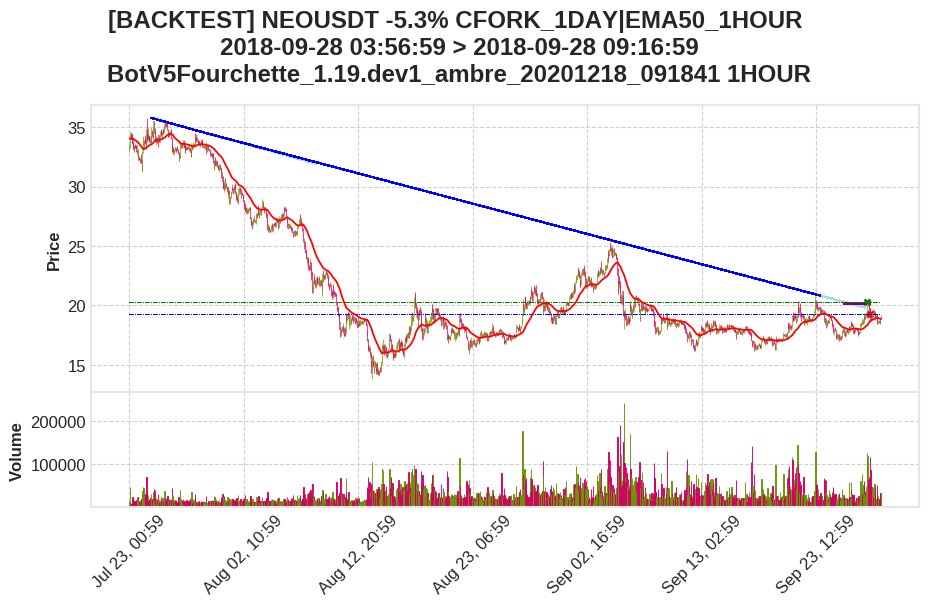 [BACKTEST] NEOUSDT -5.3% CFORK_1DAY|EMA50_1HOUR
2018-09-28 03:56:59 > 2018-09-28 09:16:59
BotV5Fourchette_1.19.dev1_ambre_20201218_091841 1HOUR
Price
35
30
25
20
15
Volume
200000
100000
Jul 23, 00:59
Aug 02, 10:59
Aug 12, 20:59
Aug 23, 06:59
Sep 02, 16:59
Sep 13, 02:59
Sep 23, 12:59